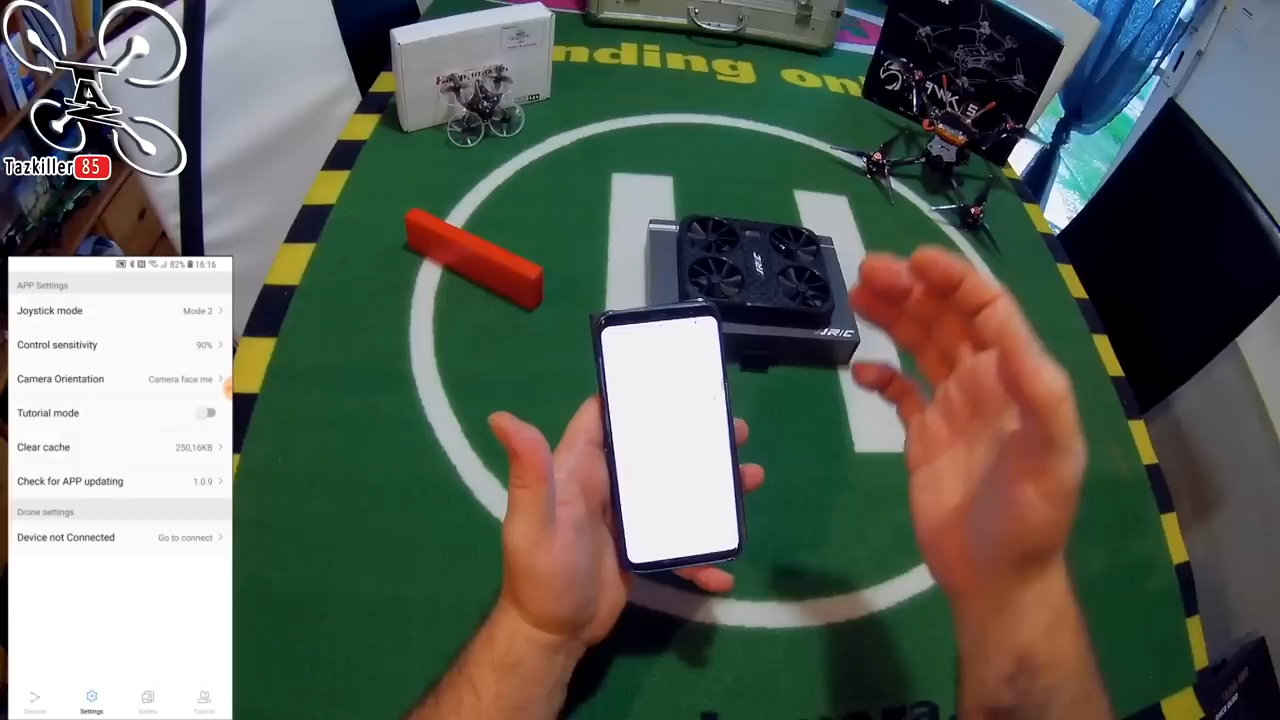 Tazkiller 85
82% 16:16
APP Settings
Joystick mode Mode 2
Control sensitivity 90%
Camera Orientation Camera face me
Tutorial mode
Clear cache 250,16KB
Check for APP updating 1.0.9
Drone settings
Device not Connected Go to connect
Settings
nding on
JJRC
JJRC